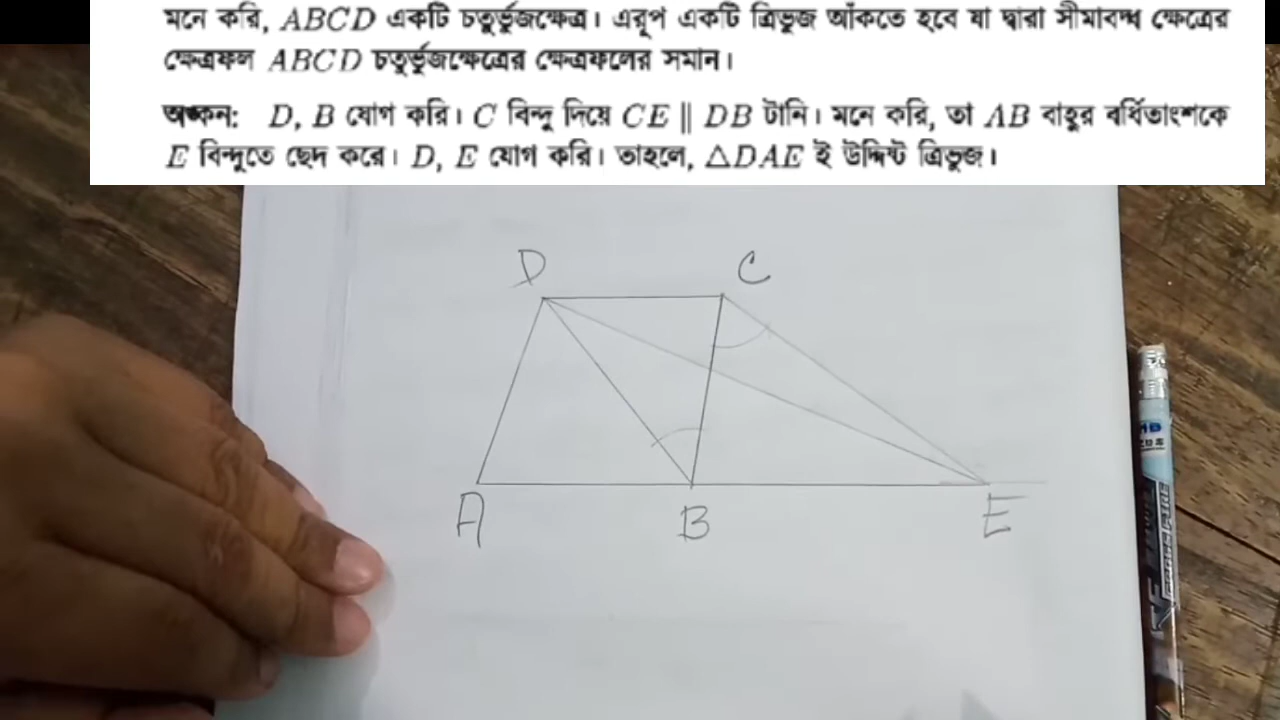 মনে করি, ABCD একটি চতুর্ভুজক্ষেত্র। এরূপ একটি ত্রিভুজ আঁকতে হবে যা দ্বারা সীমাবদ্ধ ক্ষেত্রের
ক্ষেত্রফল ABCD চতুর্ভুজক্ষেত্রের ক্ষেত্রফলের সমান।
অঙ্কন: D, B যোগ করি। C বিন্দু দিয়ে CE || DB টানি। মনে করি, তা AB বাহুর বর্ধিতাংশকে
E বিন্দুতে ছেদ করে। D, E যোগ করি। তাহলে, △DAE ই উদ্দিষ্ট ত্রিভুজ।
D C
A B E